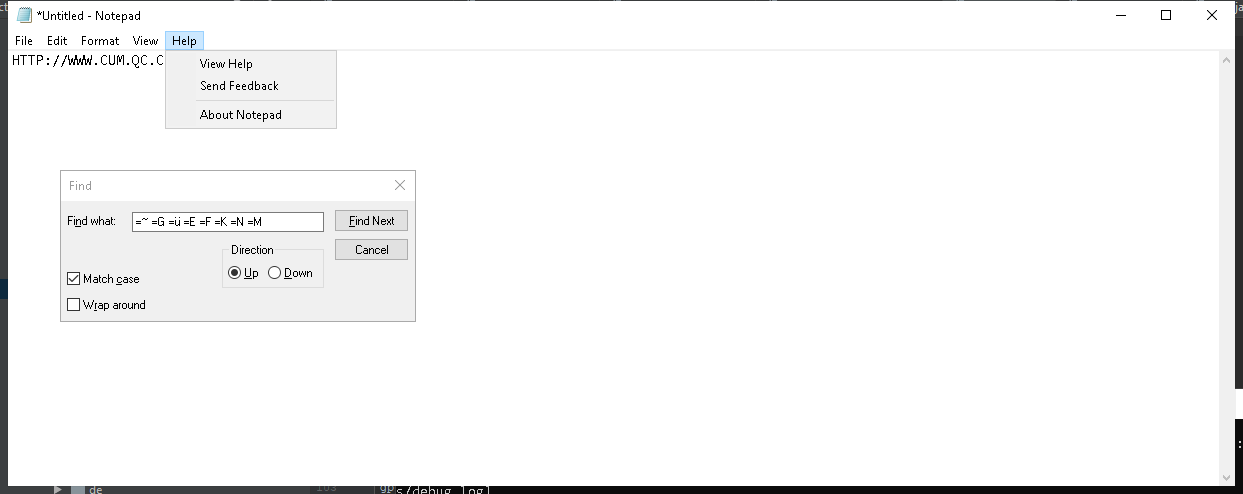 *Untitled - Notepad
File Edit Format View Help
HTTP://WWW.CUM.QC.C
View Help
Send Feedback
About Notepad
Find
Find what: =~ =G =ü =E =F =K =N =M Find Next
Direction Cancel
Up Down
Match case
Wrap around
de 103 s/debug.log]